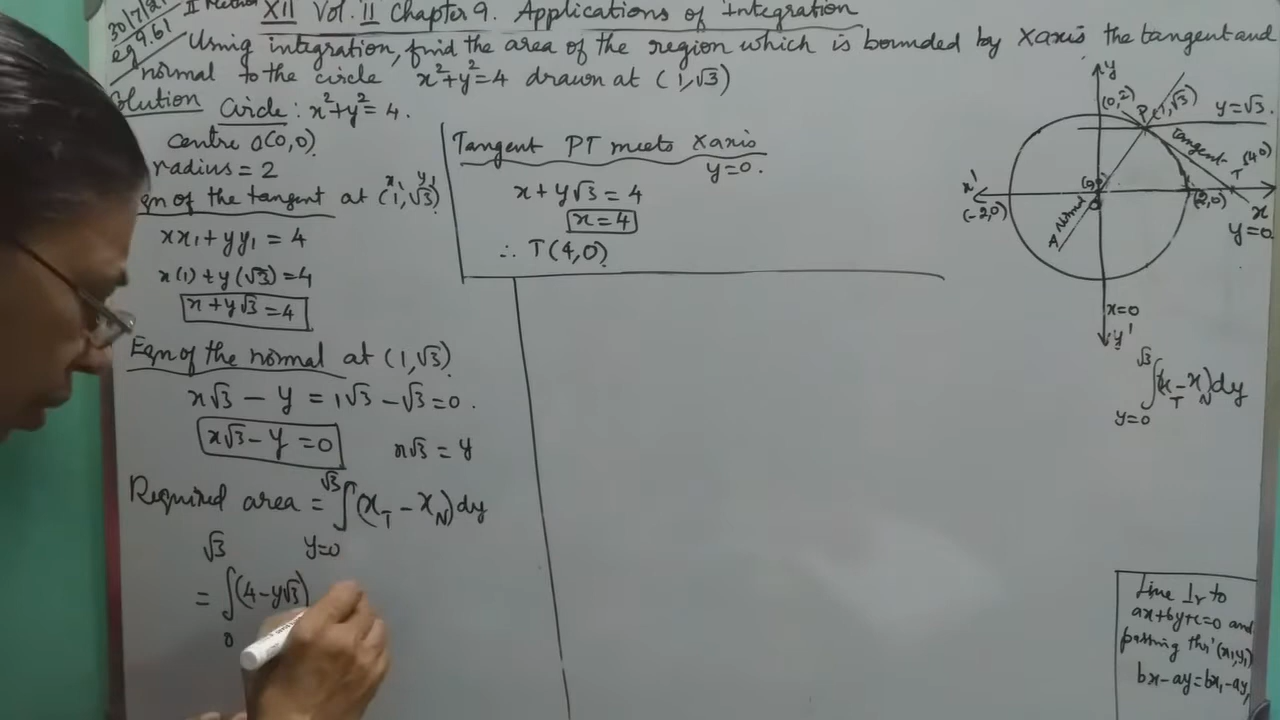 30/7/21 II Method XII Vol. II Chapter 9. Applications of Integration
eg 9.61 Using integration, find the area of the region which is bounded by X axis the tangent and
normal to the circle x²+y²=4 drawn at (1,√3)
Solution Circle : x²+y²=4.
centre O(0,0)
radius = 2
Eqn of the tangent at (1,√3)
x₁ y₁
xx₁ + yy₁ = 4
x(1) + y(√3) = 4
x+y√3 = 4
Eqn of the normal at (1,√3)
x√3 - y = 1√3 - √3 = 0.
x√3 - y = 0 x√3 = y
Required area = ∫(x_T - x_N)dy
√3
y=0
√3
= ∫(4-y√3)
0
Tangent PT meets X axis
y=0.
x+y√3 = 4
x=4
∴ T(4,0)
y
(0,2) P(1,√3) y=√3.
tangent
T (4,0)
x' (-2,0) (0,0) O (2,0) x
y=0
A Normal
x=0
y'
√3
∫(x_T - x_N)dy
y=0
Line ⊥r to
ax+by+c=0 and
passing thr' (x₁,y₁)
bx-ay=bx₁-ay₁